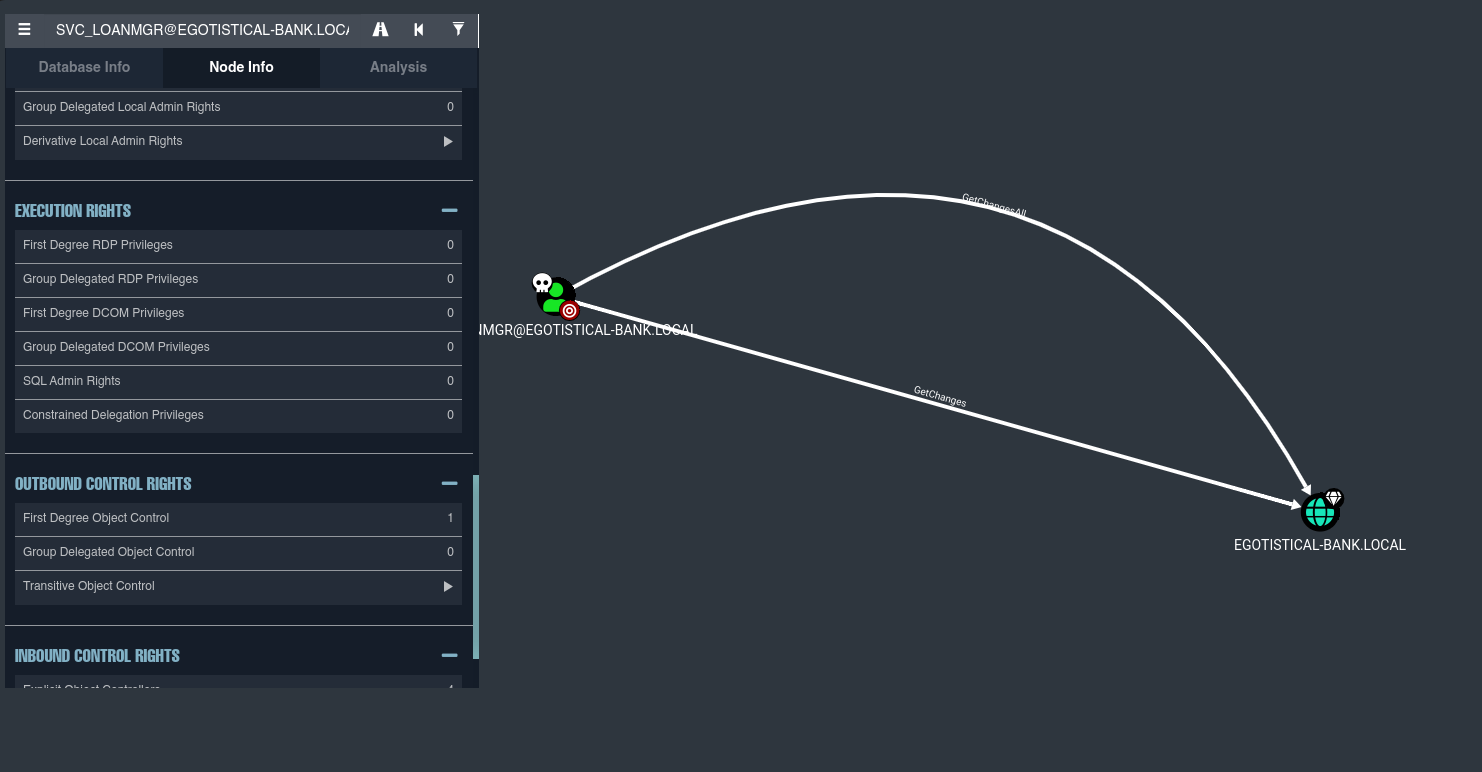 SVC_LOANMGR@EGOTISTICAL-BANK.LOCA
Database Info
Node Info
Analysis
Group Delegated Local Admin Rights 0
Derivative Local Admin Rights
EXECUTION RIGHTS
First Degree RDP Privileges 0
Group Delegated RDP Privileges 0
First Degree DCOM Privileges 0
Group Delegated DCOM Privileges 0
SQL Admin Rights 0
Constrained Delegation Privileges 0
OUTBOUND CONTROL RIGHTS
First Degree Object Control 1
Group Delegated Object Control 0
Transitive Object Control
INBOUND CONTROL RIGHTS
Explicit Object Controllers
GetChangesAll
NMGR@EGOTISTICAL-BANK.LOCAL
GetChanges
EGOTISTICAL-BANK.LOCAL